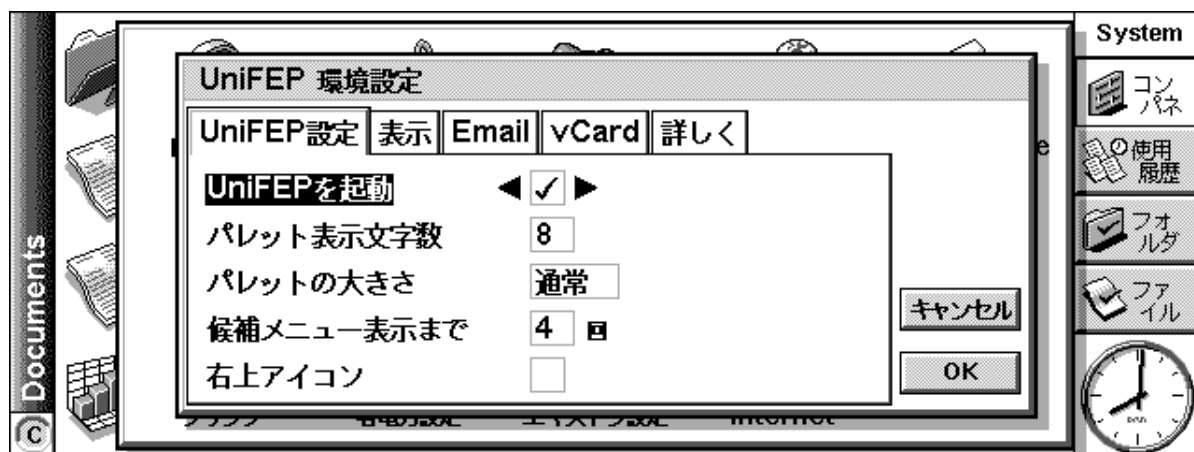 System
UniFEP 環境設定
UniFEP設定 表示 Email vCard 詳しく
UniFEPを起動
パレット表示文字数 8
パレットの大きさ 通常
候補メニュー表示まで 4 回
右上アイコン
キャンセル
OK
コンパネ
使用履歴
フォルダ
ファイル
Documents
C
Internet